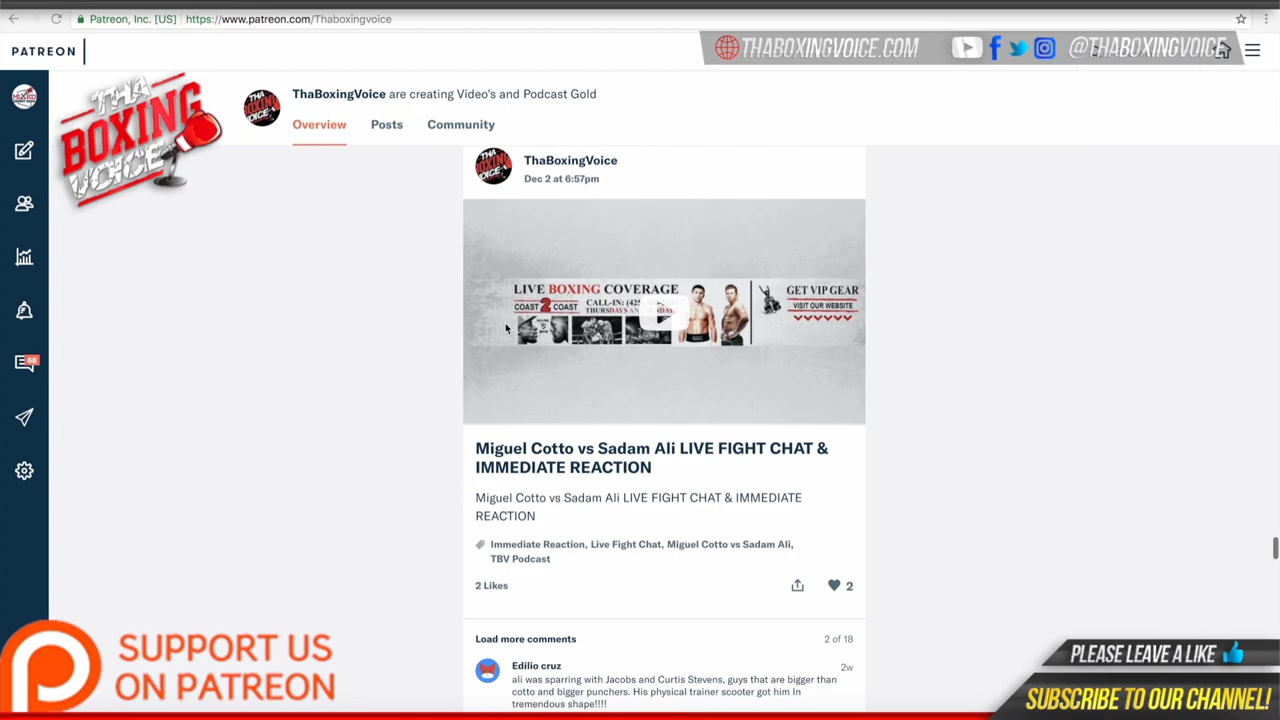 Patreon, Inc. [US] https://www.patreon.com/Thaboxingvoice
PATREON
THABOXINGVOICE.COM
@THABOXINGVOICE
THA
BOXING
VOICE
ThaBoxingVoice are creating Video's and Podcast Gold
Overview Posts Community
ThaBoxingVoice
Dec 2 at 6:57pm
LIVE BOXING COVERAGE
COAST 2 COAST
CALL-IN:
GET VIP GEAR
VISIT OUR WEBSITE
68
Miguel Cotto vs Sadam Ali LIVE FIGHT CHAT &
IMMEDIATE REACTION
Miguel Cotto vs Sadam Ali LIVE FIGHT CHAT & IMMEDIATE
REACTION
Immediate Reaction, Live Fight Chat, Miguel Cotto vs Sadam Ali,
TBV Podcast
2 Likes
2
Load more comments
2 of 18
Edilio cruz
2w
ali was sparring with Jacobs and Curtis Stevens, guys that are bigger than
cotto and bigger punchers. His physical trainer scooter got him In
tremendous shape!!!!
SUPPORT US
ON PATREON
PLEASE LEAVE A LIKE
SUBSCRIBE TO OUR CHANNEL!